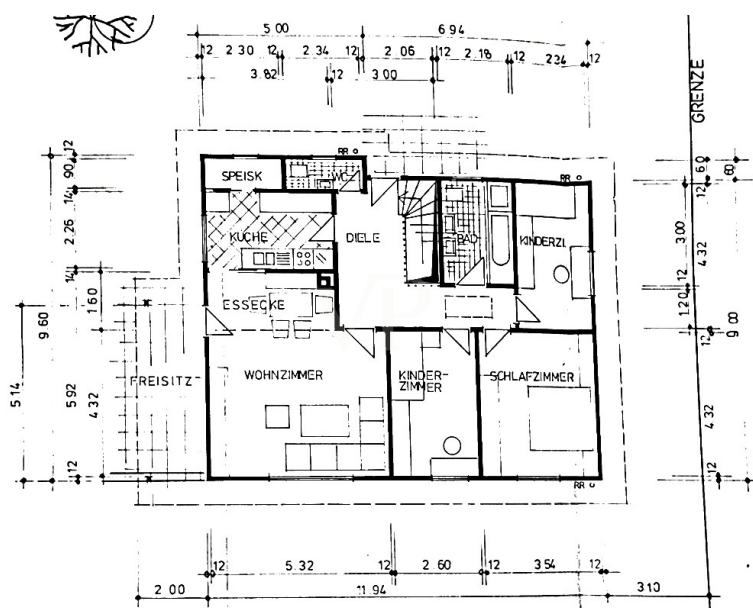 5.00 6.94
12 2.30 12 2.34 12 2.06 12 2.18 12 2.34 12
3.82 12 3.00
GRENZE
RR
RR
SPEISK
WC
KÜCHE
DIELE
BAD
KINDERZI.
ESSECKE
FREISITZ
WOHNZIMMER
KINDER-
ZIMMER
SCHLAFZIMMER
RR
12
90
14
2.26
14
1.60
9.60
5.14
5.92
4.32
12
60
60
12
3.00
4.32
12
1.20
12
9.00
4.32
12
12 5.32 12 2.60 12 3.54 12
2.00 11.94 3.10